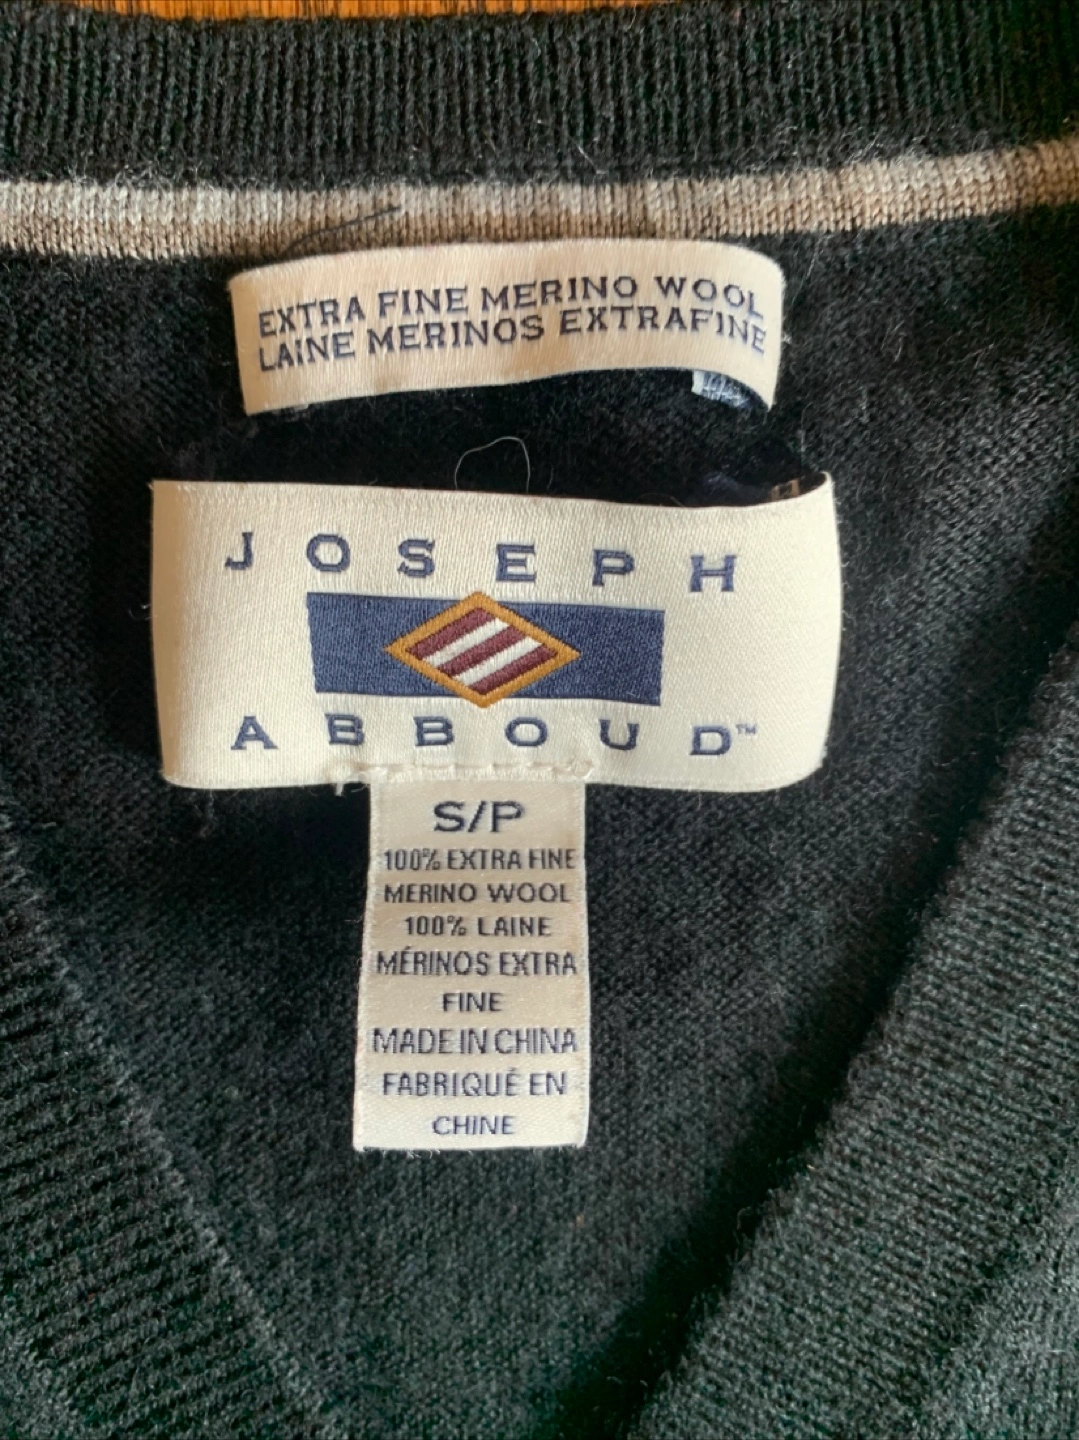 EXTRA FINE MERINO WOOL
LAINE MERINOS EXTRAFINE
JOSEPH
ABBOUD™
S/P
100% EXTRA FINE
MERINO WOOL
100% LAINE
MÉRINOS EXTRA
FINE
MADE IN CHINA
FABRIQUÉ EN
CHINE